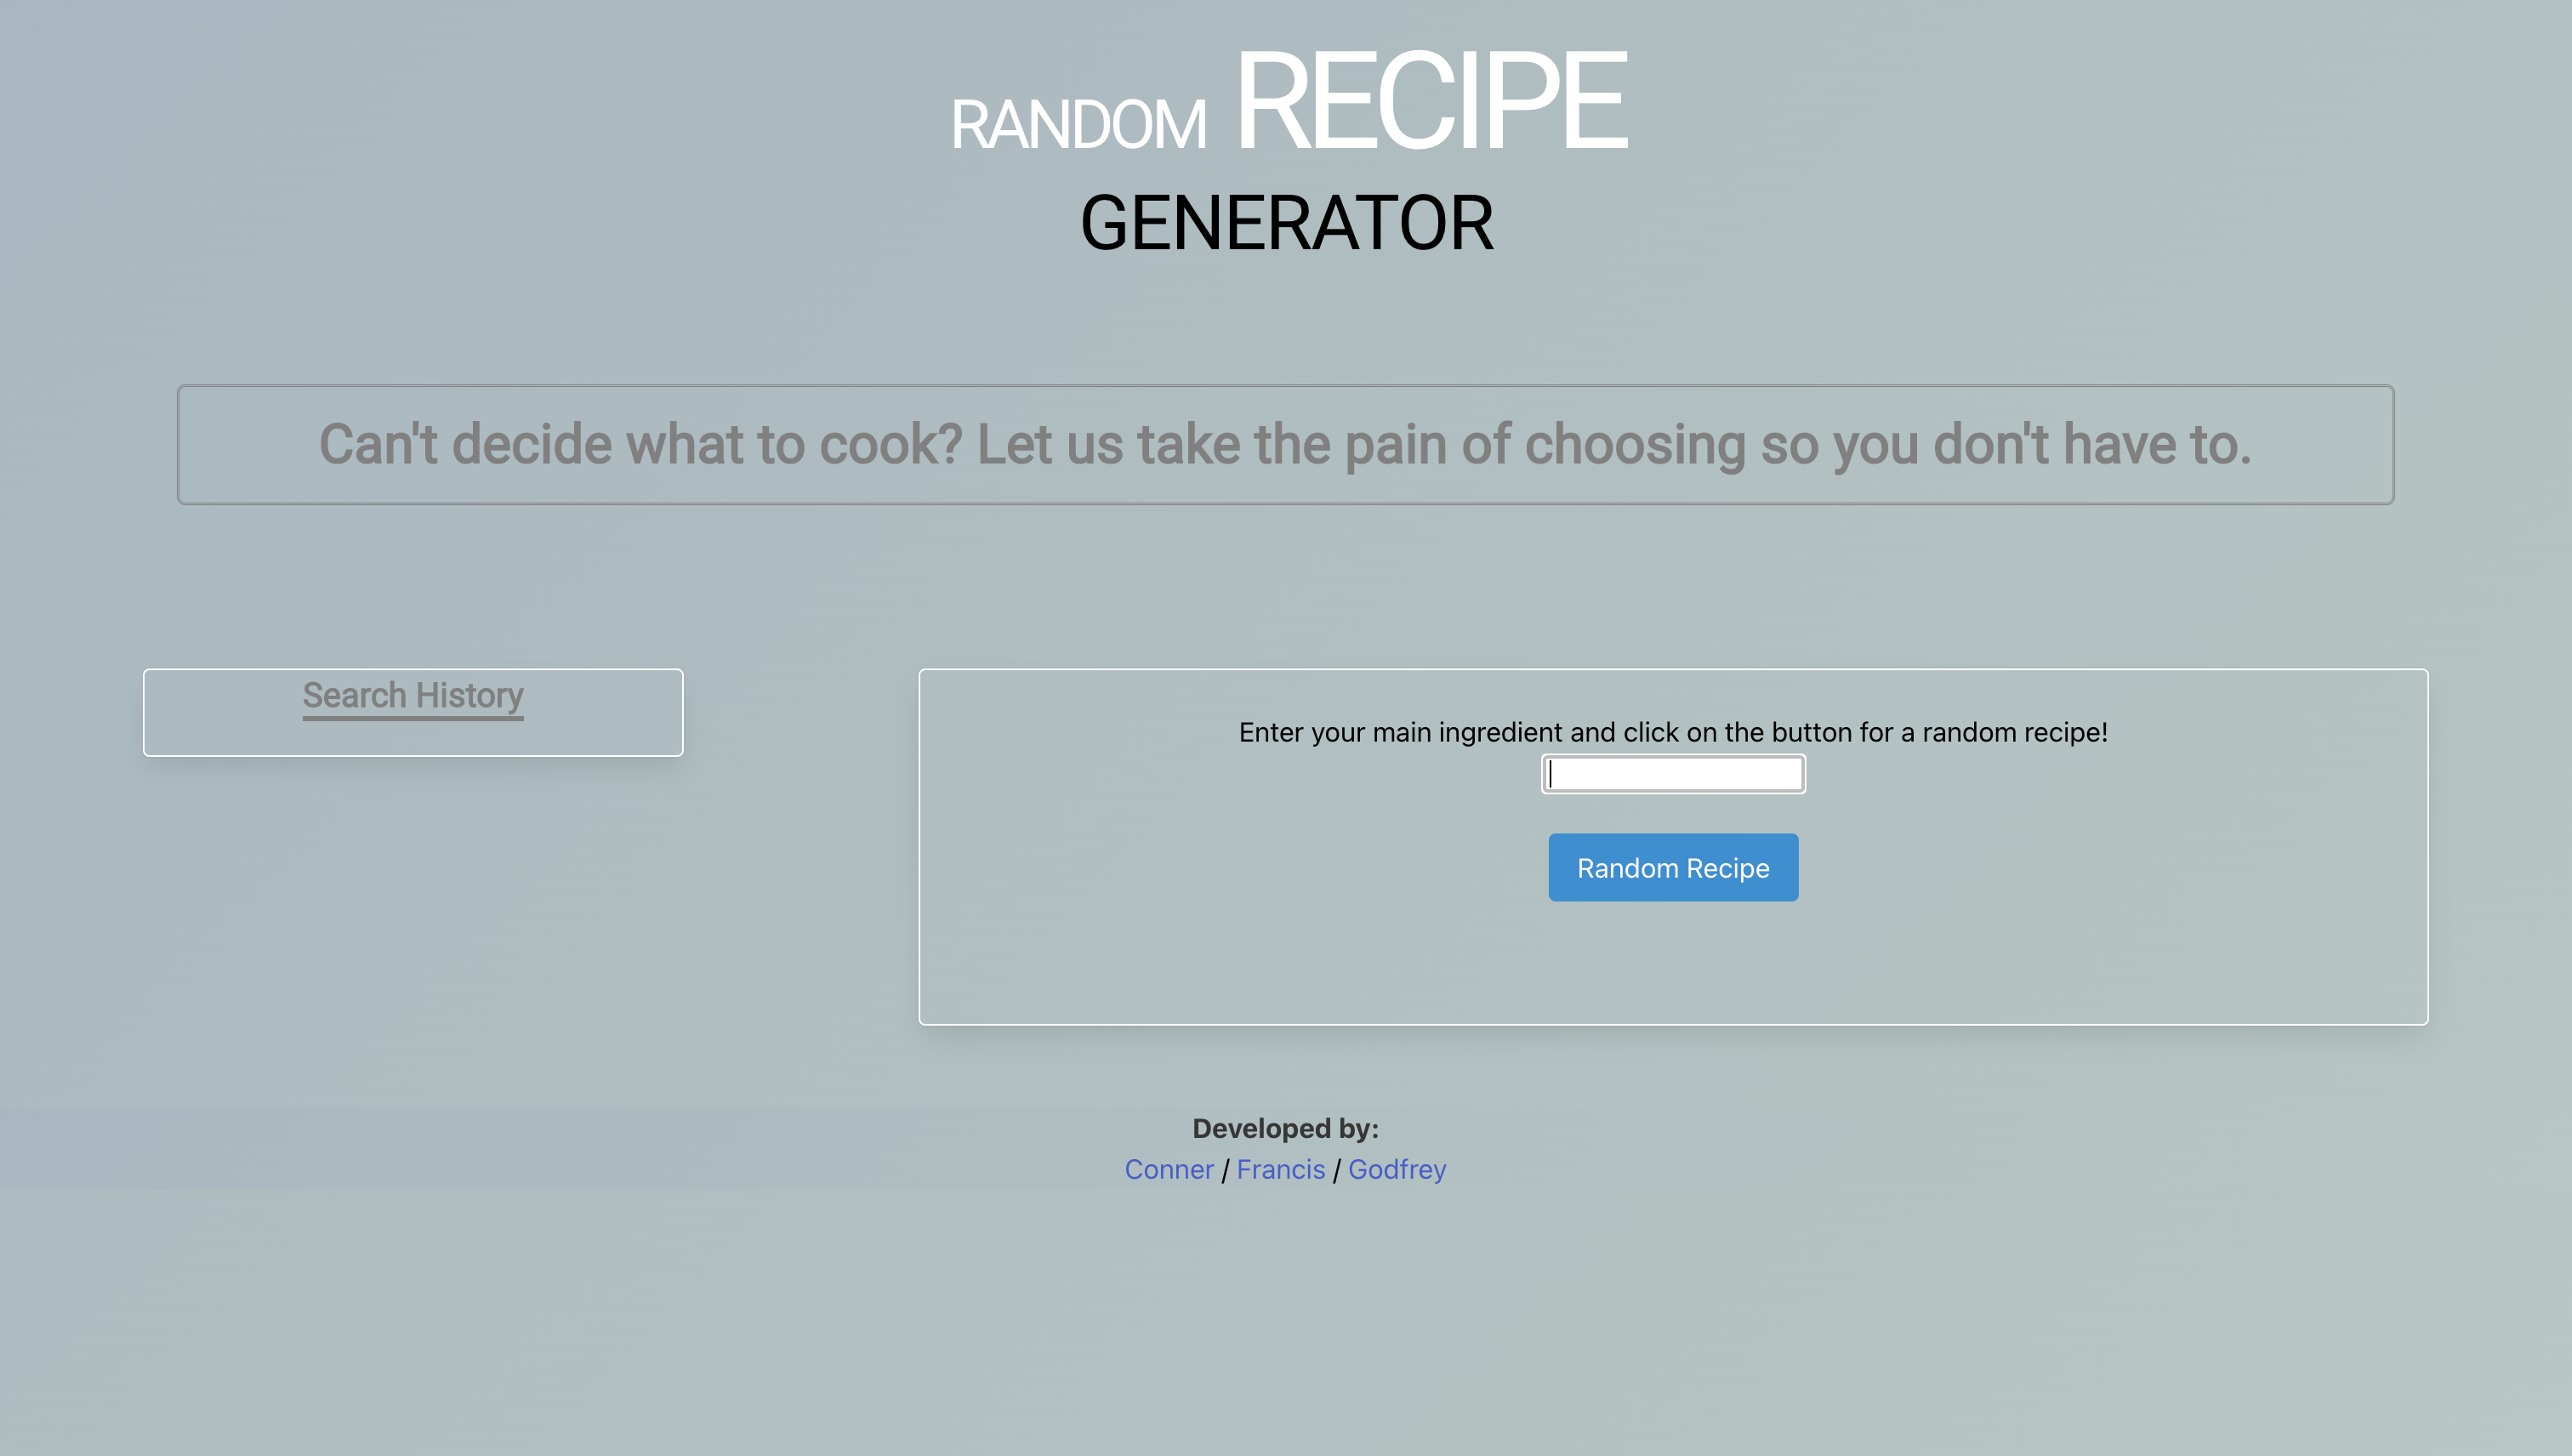 RANDOM RECIPE
GENERATOR
Can't decide what to cook? Let us take the pain of choosing so you don't have to.
Search History
Enter your main ingredient and click on the button for a random recipe!
Random Recipe
Developed by:
Conner / Francis / Godfrey